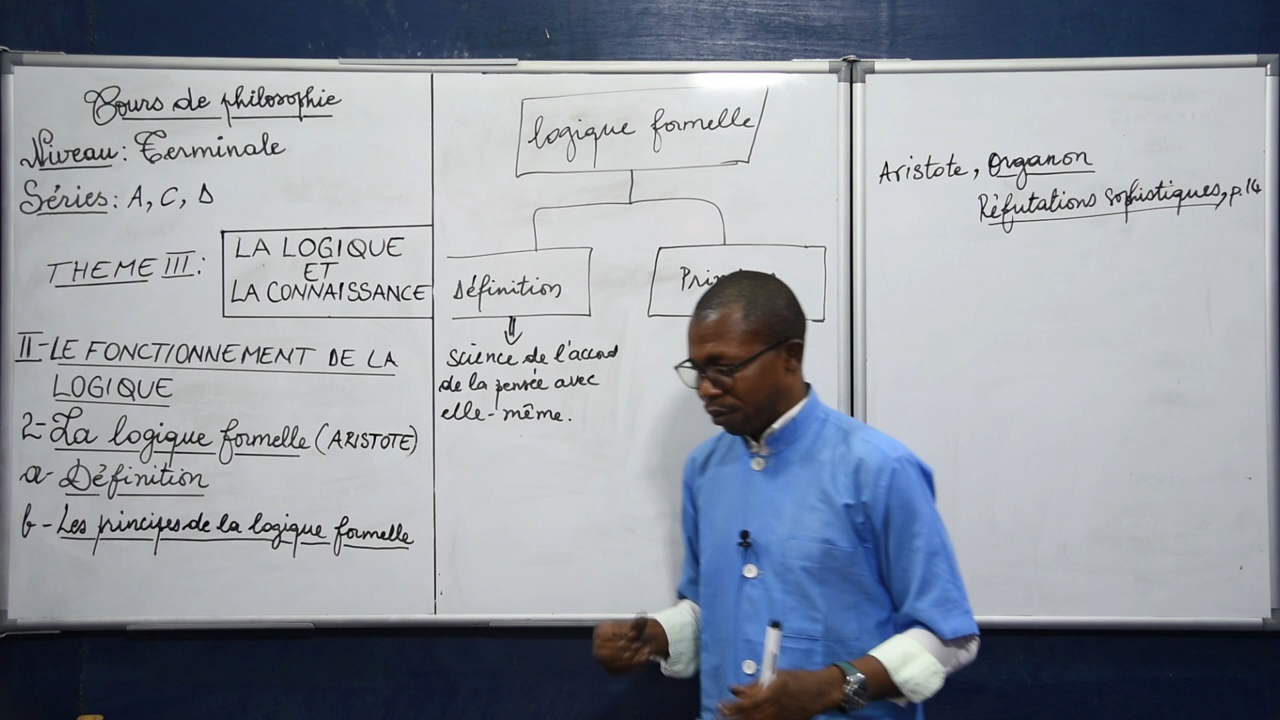 Cours de philosophie
Niveau: Terminale
Séries: A, C, D
THEME III:
LA LOGIQUE
ET
LA CONNAISSANCE
II-LE FONCTIONNEMENT DE LA
LOGIQUE
2-La logique formelle (ARISTOTE)
a- Définition
b- Les principes de la logique formelle
logique formelle
Définition
science de l'accord
de la pensée avec
elle-même.
Aristote, Organon
Réfutations sophistiques, p.14